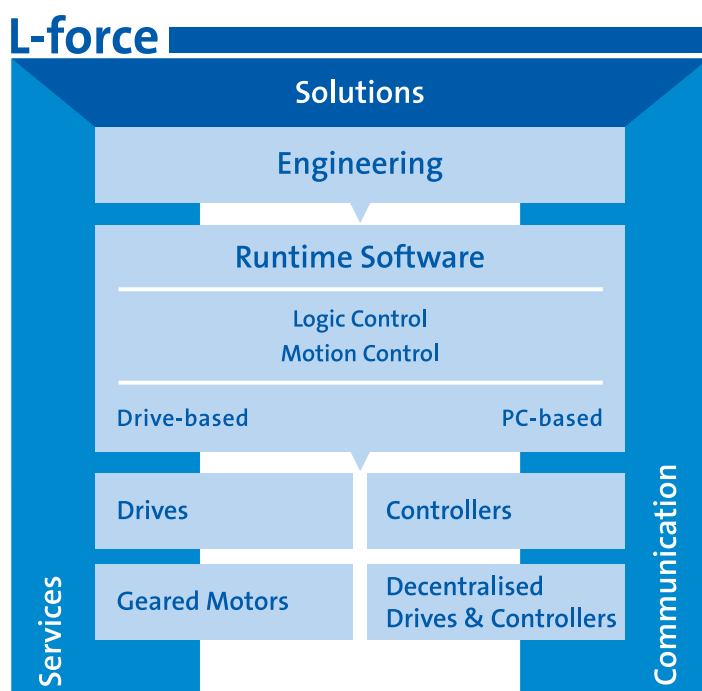 L-force
Solutions
Engineering
Runtime Software
Logic Control
Motion Control
Drive-based
PC-based
Drives
Controllers
Geared Motors
Decentralised
Drives & Controllers
Services
Communication